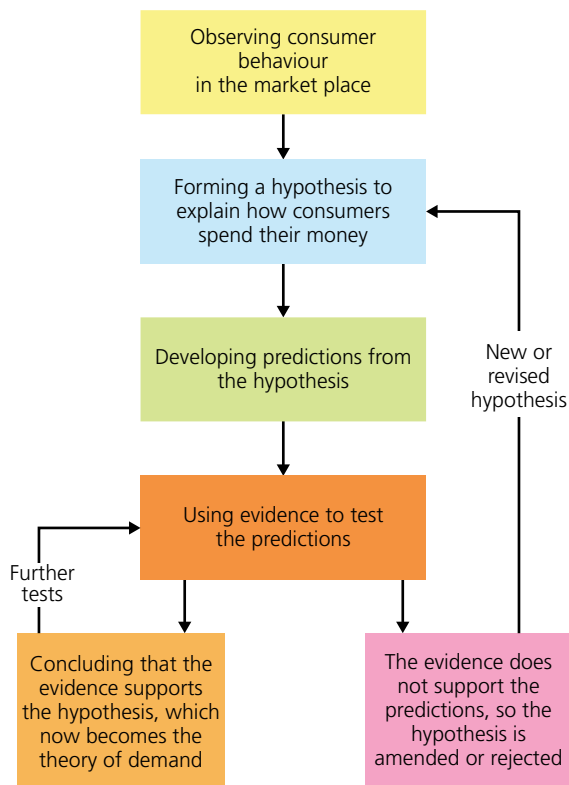 Observing consumer
behaviour
in the market place
Forming a hypothesis to
explain how consumers
spend their money
Developing predictions from
the hypothesis
New or
revised
hypothesis
Using evidence to test
the predictions
Further
tests
Concluding that the
evidence supports
the hypothesis, which
now becomes the
theory of demand
The evidence does
not support the
predictions, so the
hypothesis is
amended or rejected